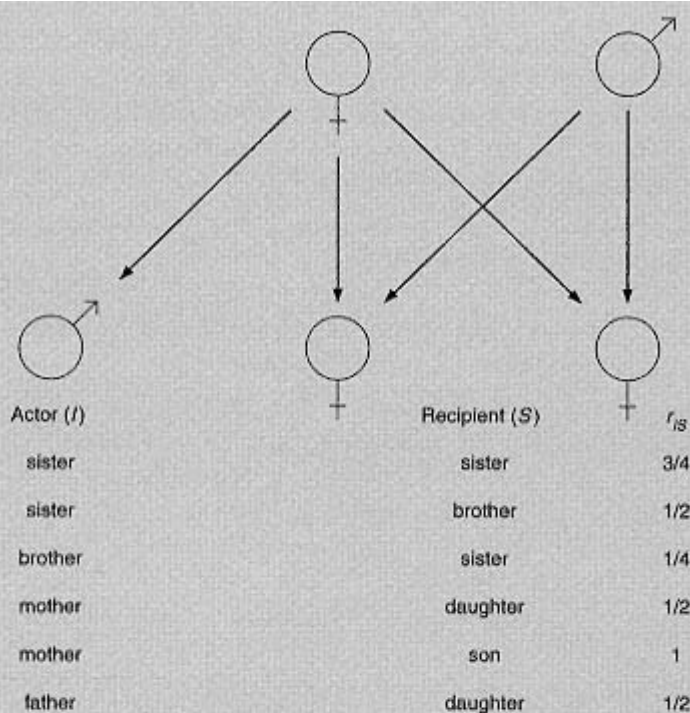 Actor (I) Recipient (S) r_IS
sister sister 3/4
sister brother 1/2
brother sister 1/4
mother daughter 1/2
mother son 1
father daughter 1/2